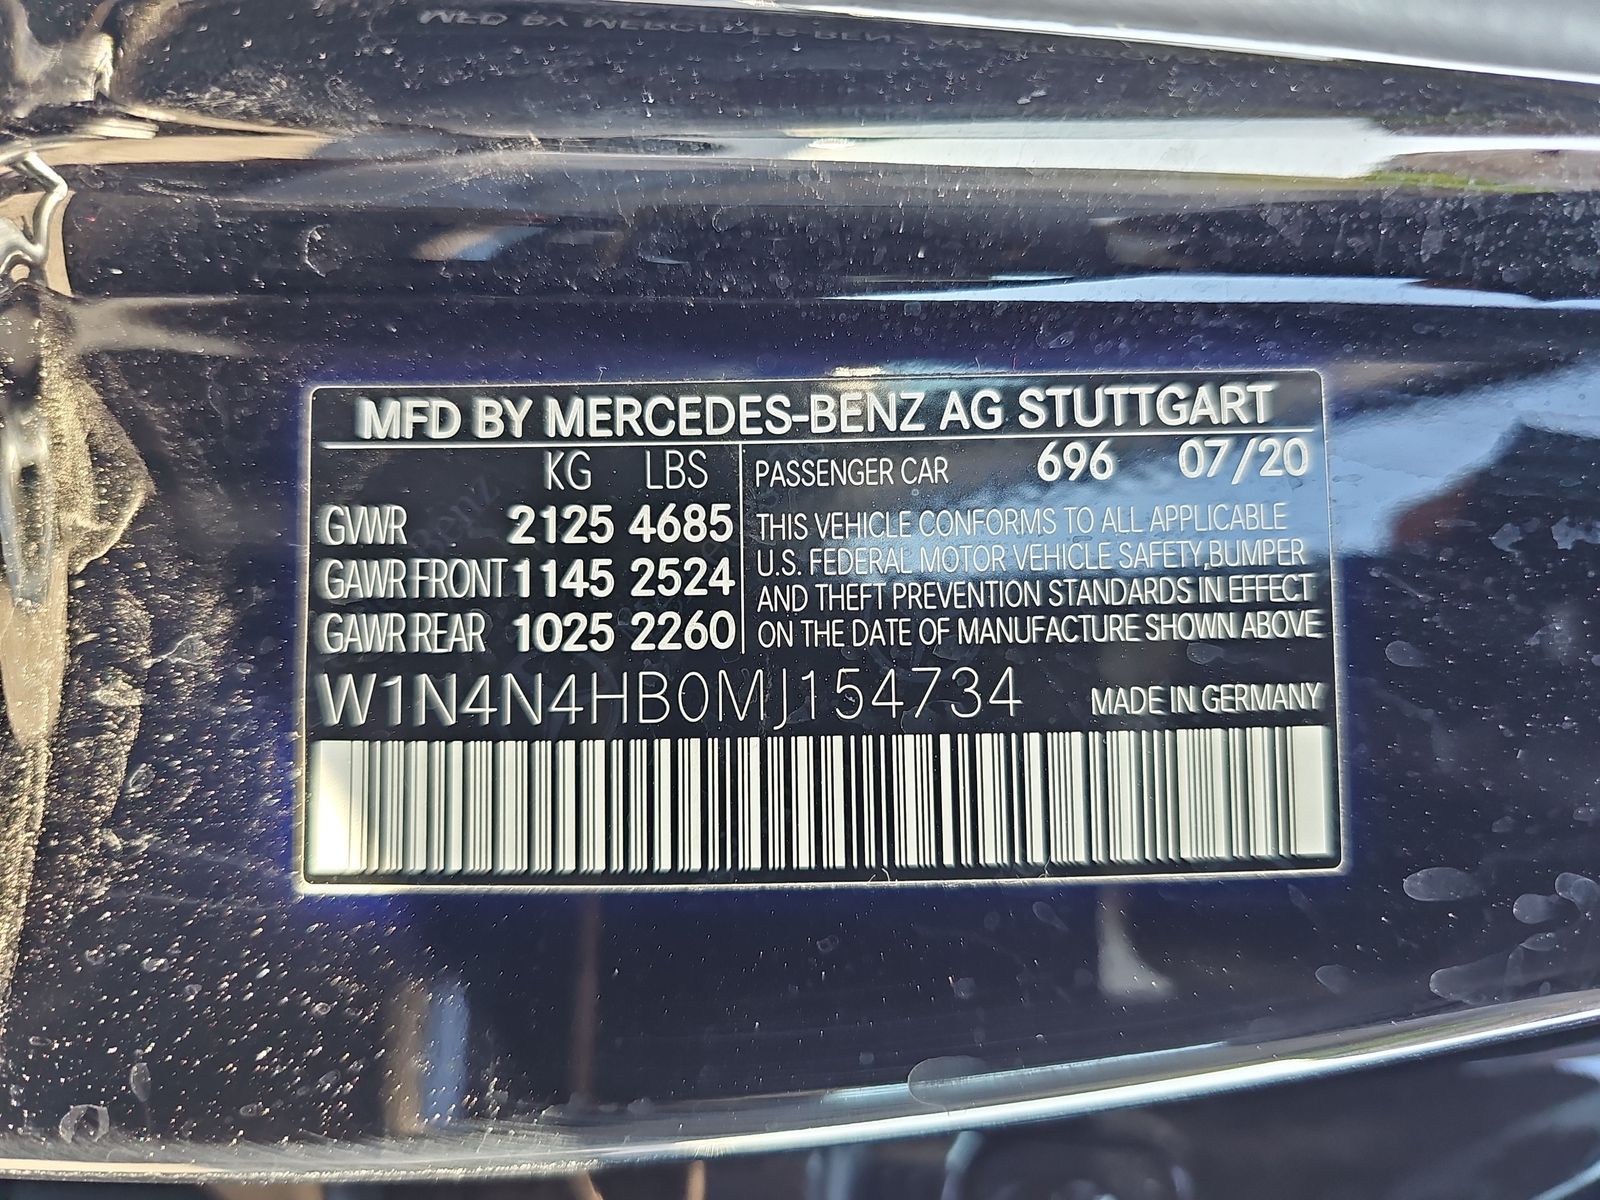 MFD BY MERCEDES-BENZ AG STUTTGART
KG LBS
GVWR 2125 4685
GAWR FRONT 1145 2524
GAWR REAR 1025 2260
PASSENGER CAR 696 07/20
THIS VEHICLE CONFORMS TO ALL APPLICABLE
U.S. FEDERAL MOTOR VEHICLE SAFETY,BUMPER
AND THEFT PREVENTION STANDARDS IN EFFECT
ON THE DATE OF MANUFACTURE SHOWN ABOVE
W1N4N4HB0MJ154734 MADE IN GERMANY